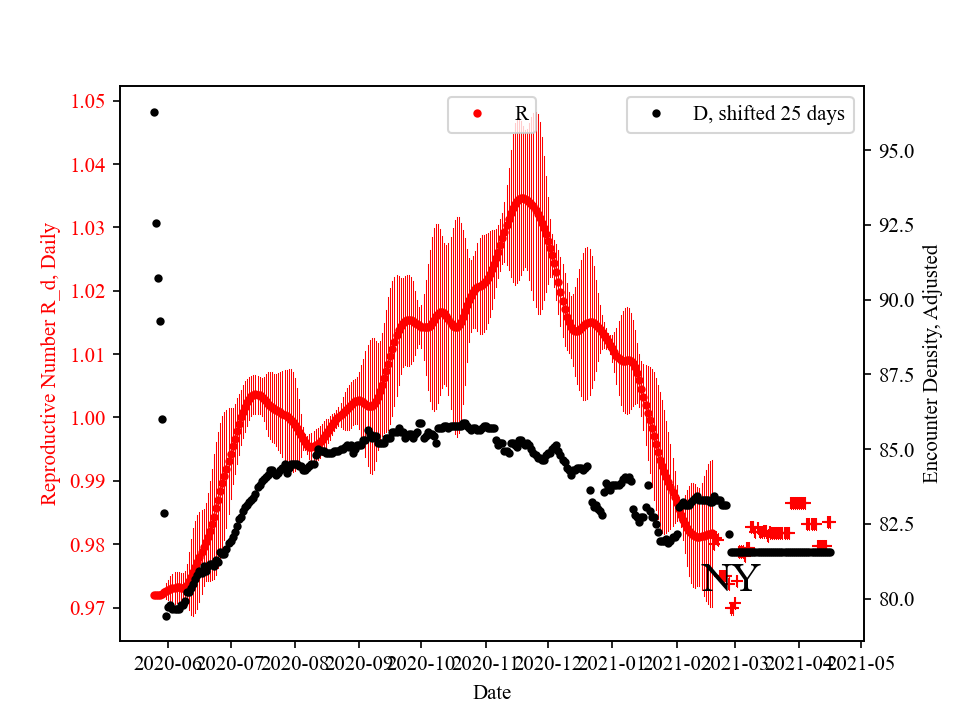 R
D, shifted 25 days
Reproductive Number R_d, Daily
1.05
1.04
1.03
1.02
1.01
1.00
0.99
0.98
0.97
95.0
92.5
90.0
87.5
85.0
82.5
80.0
Encounter Density, Adjusted
NY
2020-06 2020-07 2020-08 2020-09 2020-10 2020-11 2020-12 2021-01 2021-02 2021-03 2021-04 2021-05
Date